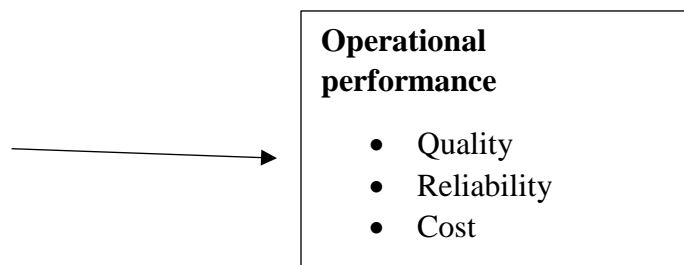 Operational
performance
• Quality
• Reliability
• Cost